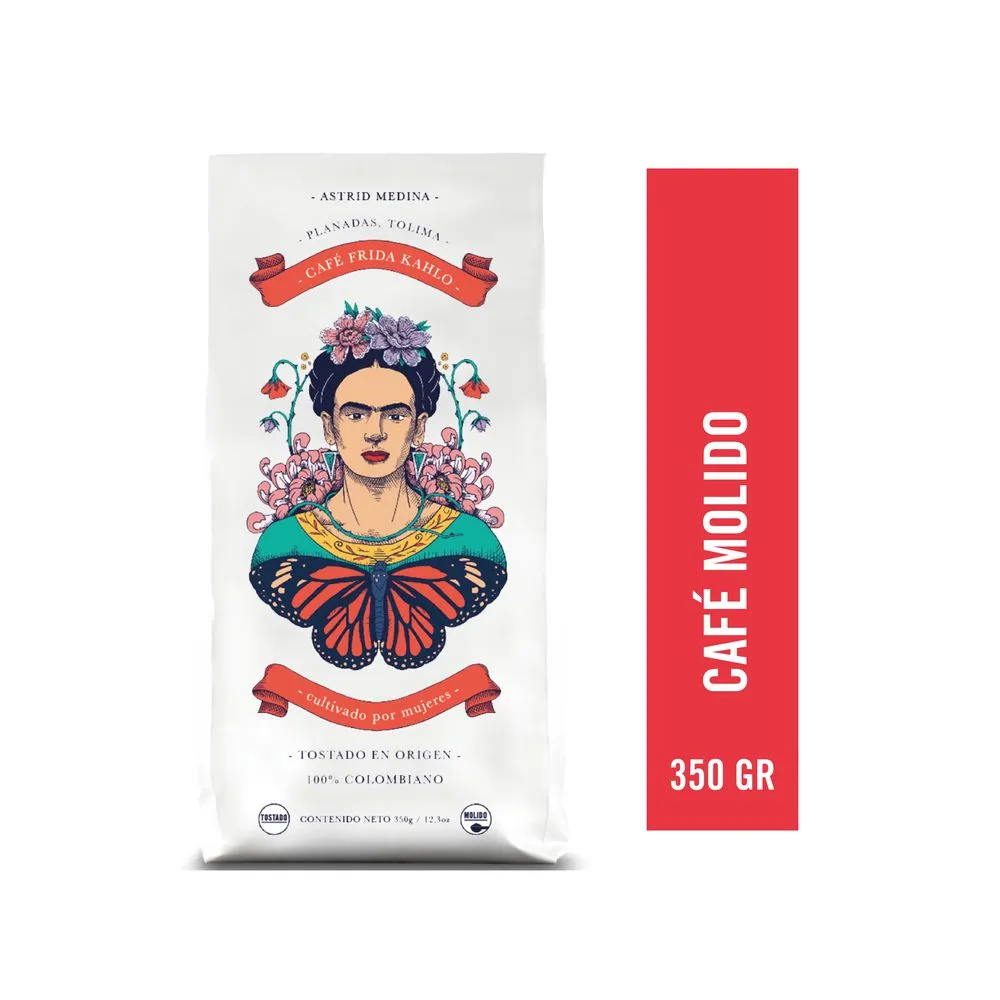 - ASTRID MEDINA -
- PLANADAS, TOLIMA -
- CAFÉ FRIDA KAHLO -
- cultivado por mujeres -
- TOSTADO EN ORIGEN -
100% COLOMBIANO
TOSTADO
CONTENIDO NETO 350g / 12,3oz
MOLIDO
CAFÉ MOLIDO
350 GR